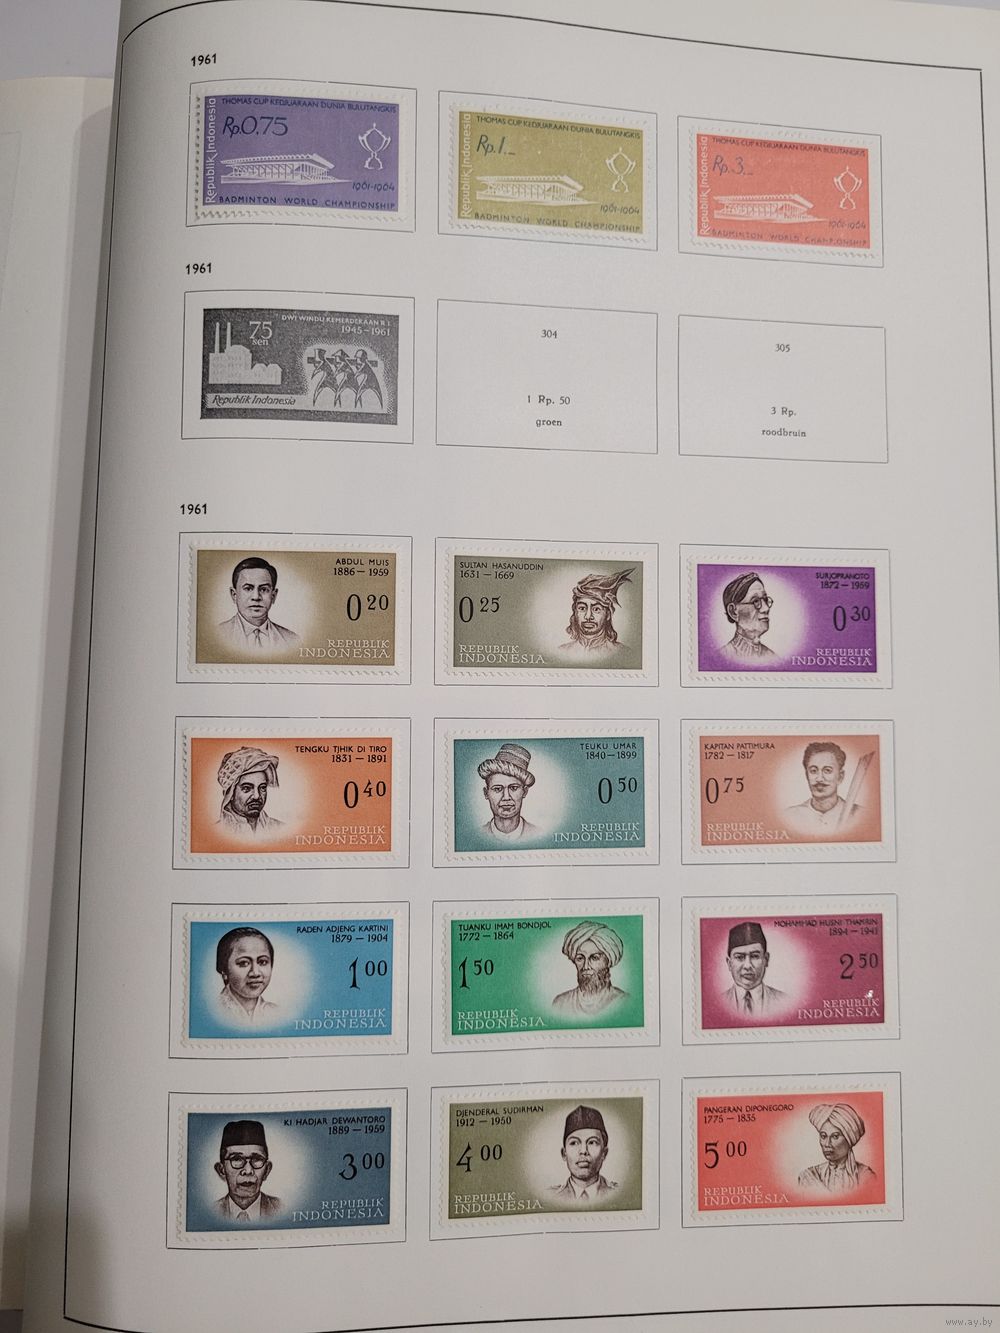 1961
THOMAS CUP KEDJUARAAN DUNIA BULUTANGKIS
Republik Indonesia
Rp.0,75
1961-1964
BADMINTON WORLD CHAMPIONSHIP
THOMAS CUP KEDJUARAAN DUNIA BULUTANGKIS
Republik Indonesia
Rp.1._
1961-1964
BADMINTON WORLD CHAMPIONSHIP
THOMAS CUP KEDJUARAAN DUNIA BULUTANGKIS
Republik Indonesia
Rp.3._
1961-1964
BADMINTON WORLD CHAMPIONSHIP
1961
DWI WINDU KEMERDEKAAN R I
1945-1961
75
sen
Republik Indonesia
304
1 Rp. 50
groen
305
3 Rp.
roodbruin
1961
ABDUL MUIS
1886 — 1959
0 20
REPUBLIK
INDONESIA
SULTAN HASANUDDIN
1631 — 1669
0 25
REPUBLIK
INDONESIA
SURJOPRANOTO
1872 — 1959
0 30
REPUBLIK
INDONESIA
TENGKU TJHIK DI TIRO
1831 — 1891
0 40
REPUBLIK
INDONESIA
TEUKU UMAR
1840 — 1899
0 50
REPUBLIK
INDONESIA
KAPITAN PATTIMURA
1782 — 1817
0 75
REPUBLIK
INDONESIA
RADEN ADJENG KARTINI
1879 — 1904
1 00
REPUBLIK
INDONESIA
TUANKU IMAM BONDJOL
1772 — 1864
1 50
REPUBLIK
INDONESIA
MOHAMMAD HUSNI THAMRIN
1894 — 1941
2 50
REPUBLIK
INDONESIA
KI HADJAR DEWANTORO
1889 — 1959
3 00
REPUBLIK
INDONESIA
DJENDERAL SUDIRMAN
1912 — 1950
4 00
REPUBLIK
INDONESIA
PANGERAN DIPONEGORO
1775 — 1835
5 00
REPUBLIK
INDONESIA
www.ay.by